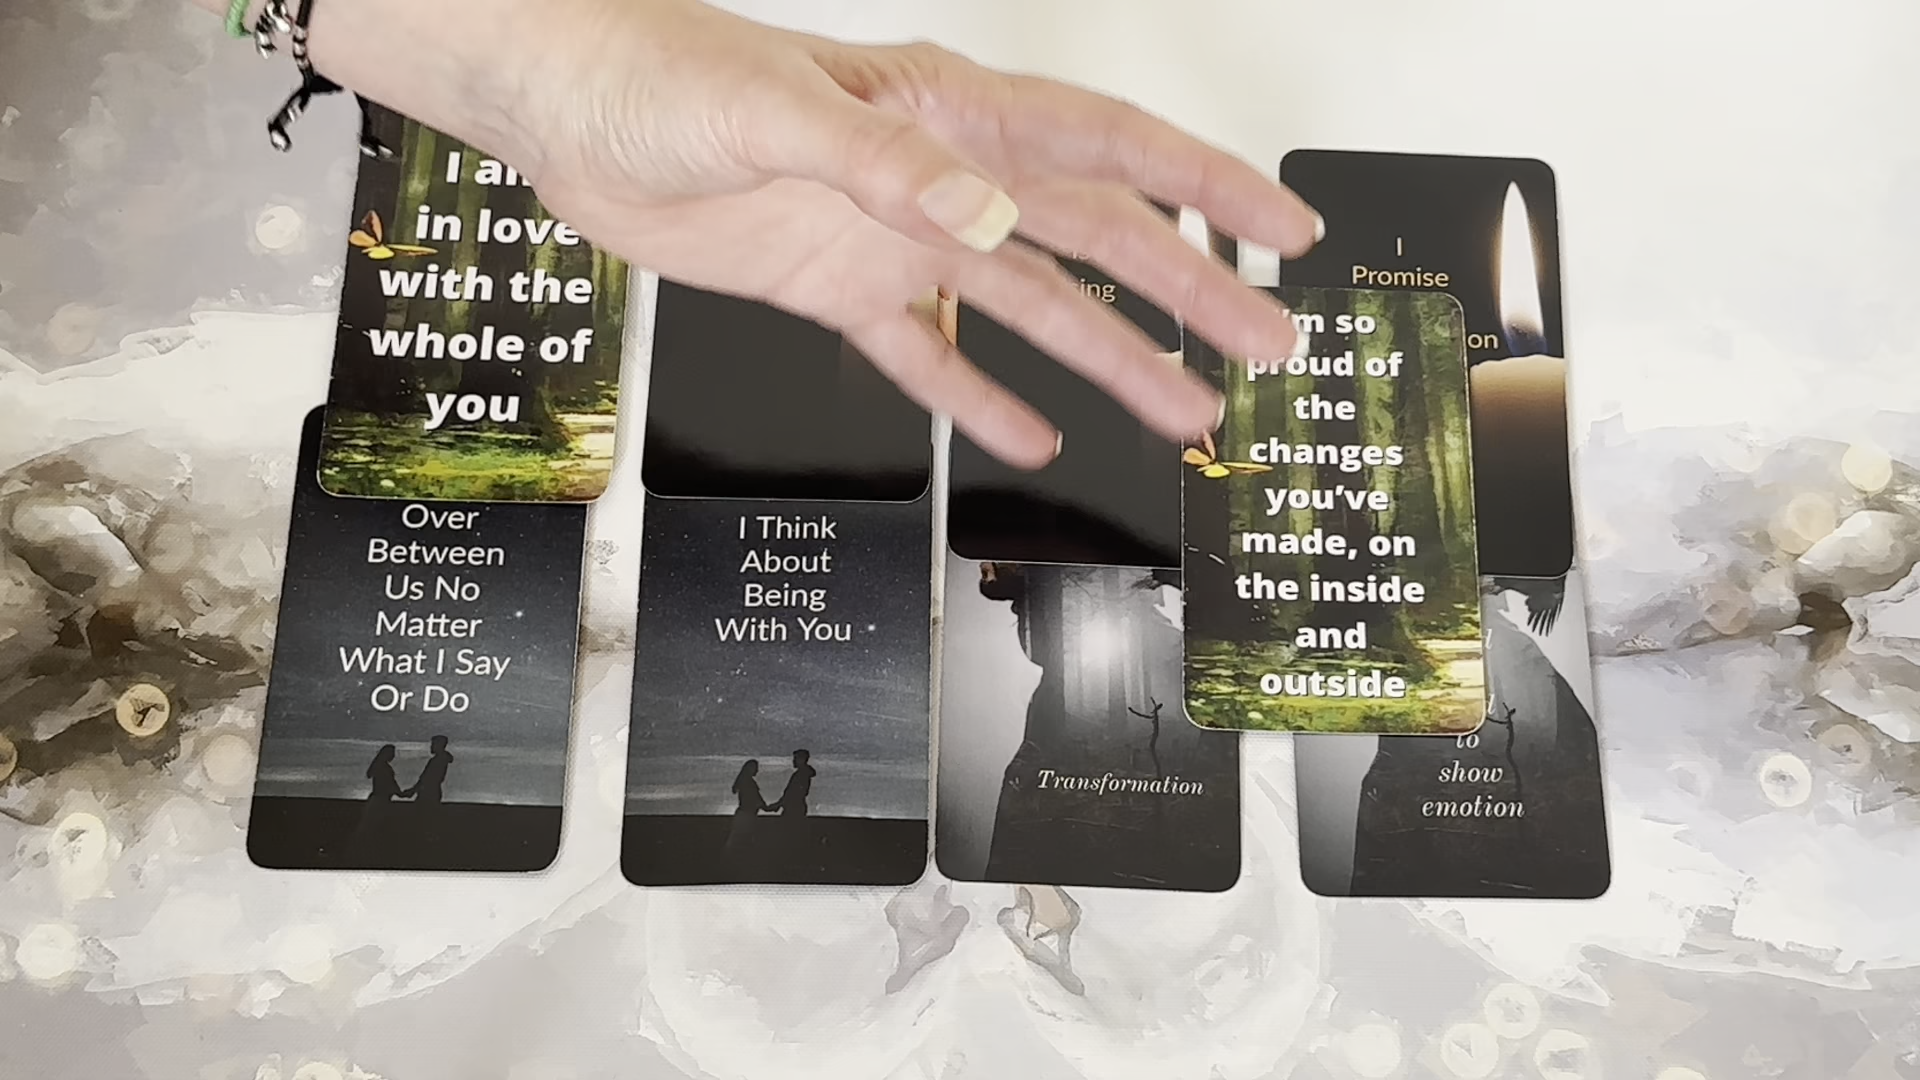 in love
with the
whole of
you
Over
Between
Us No
Matter
What I Say
Or Do
I Think
About
Being
With You
Transformation
I
Promise
on
I'm so
proud of
the
changes
you've
made, on
the inside
and
outside
to
show
emotion